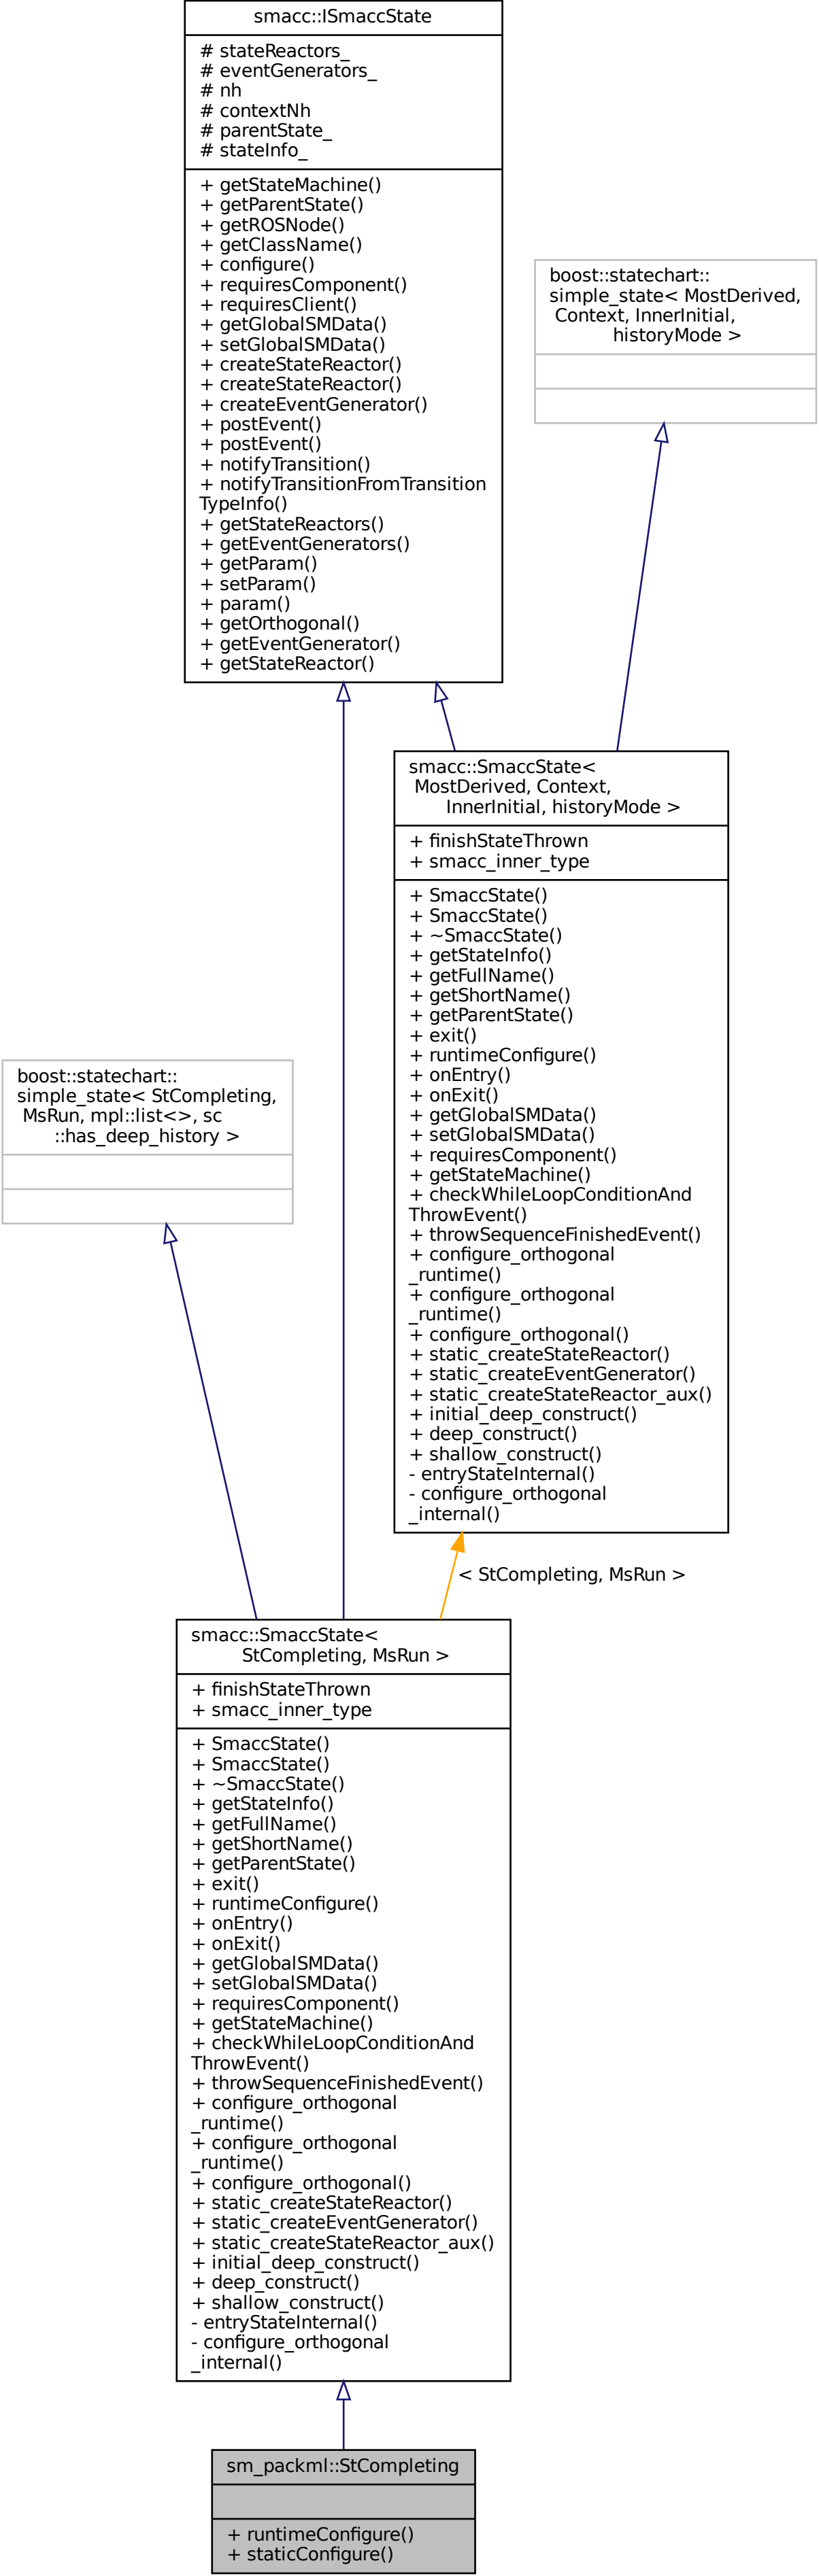 smacc::ISmaccState
# stateReactors_
# eventGenerators_
# nh
# contextNh
# parentState_
# stateInfo_
+ getStateMachine()
+ getParentState()
+ getROSNode()
+ getClassName()
+ configure()
+ requiresComponent()
+ requiresClient()
+ getGlobalSMData()
+ setGlobalSMData()
+ createStateReactor()
+ createStateReactor()
+ createEventGenerator()
+ postEvent()
+ postEvent()
+ notifyTransition()
+ notifyTransitionFromTransition
TypeInfo()
+ getStateReactors()
+ getEventGenerators()
+ getParam()
+ setParam()
+ param()
+ getOrthogonal()
+ getEventGenerator()
+ getStateReactor()
boost::statechart::
simple_state< MostDerived,
Context, InnerInitial,
historyMode >
smacc::SmaccState<
MostDerived, Context,
InnerInitial, historyMode >
+ finishStateThrown
+ smacc_inner_type
+ SmaccState()
+ SmaccState()
+ ~SmaccState()
+ getStateInfo()
+ getFullName()
+ getShortName()
+ getParentState()
+ exit()
+ runtimeConfigure()
+ onEntry()
+ onExit()
+ getGlobalSMData()
+ setGlobalSMData()
+ requiresComponent()
+ getStateMachine()
+ checkWhileLoopConditionAnd
ThrowEvent()
+ throwSequenceFinishedEvent()
+ configure_orthogonal
_runtime()
+ configure_orthogonal
_runtime()
+ configure_orthogonal()
+ static_createStateReactor()
+ static_createEventGenerator()
+ static_createStateReactor_aux()
+ initial_deep_construct()
+ deep_construct()
+ shallow_construct()
- entryStateInternal()
- configure_orthogonal
_internal()
boost::statechart::
simple_state< StCompleting,
MsRun, mpl::list<>, sc
::has_deep_history >
< StCompleting, MsRun >
smacc::SmaccState<
StCompleting, MsRun >
+ finishStateThrown
+ smacc_inner_type
+ SmaccState()
+ SmaccState()
+ ~SmaccState()
+ getStateInfo()
+ getFullName()
+ getShortName()
+ getParentState()
+ exit()
+ runtimeConfigure()
+ onEntry()
+ onExit()
+ getGlobalSMData()
+ setGlobalSMData()
+ requiresComponent()
+ getStateMachine()
+ checkWhileLoopConditionAnd
ThrowEvent()
+ throwSequenceFinishedEvent()
+ configure_orthogonal
_runtime()
+ configure_orthogonal
_runtime()
+ configure_orthogonal()
+ static_createStateReactor()
+ static_createEventGenerator()
+ static_createStateReactor_aux()
+ initial_deep_construct()
+ deep_construct()
+ shallow_construct()
- entryStateInternal()
- configure_orthogonal
_internal()
sm_packml::StCompleting
+ runtimeConfigure()
+ staticConfigure()